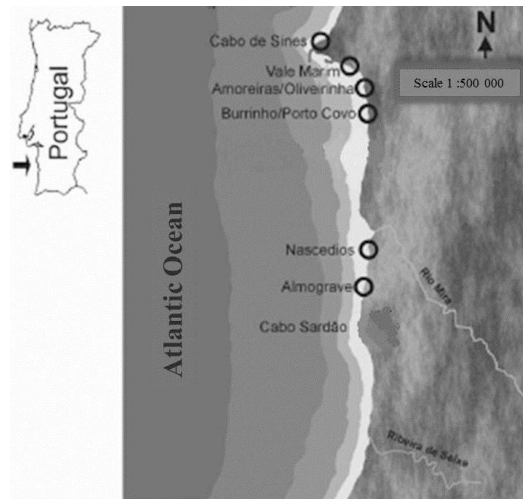 Portugal
Atlantic Ocean
Cabo de Sines
Vale Marim
Amoreiras/Oliveirinha
Burrinho/Porto Covo
Nascedios
Almograve
Cabo Sardão
N
Scale 1 :500 000
Rio Mira
Ribeira de Seixe